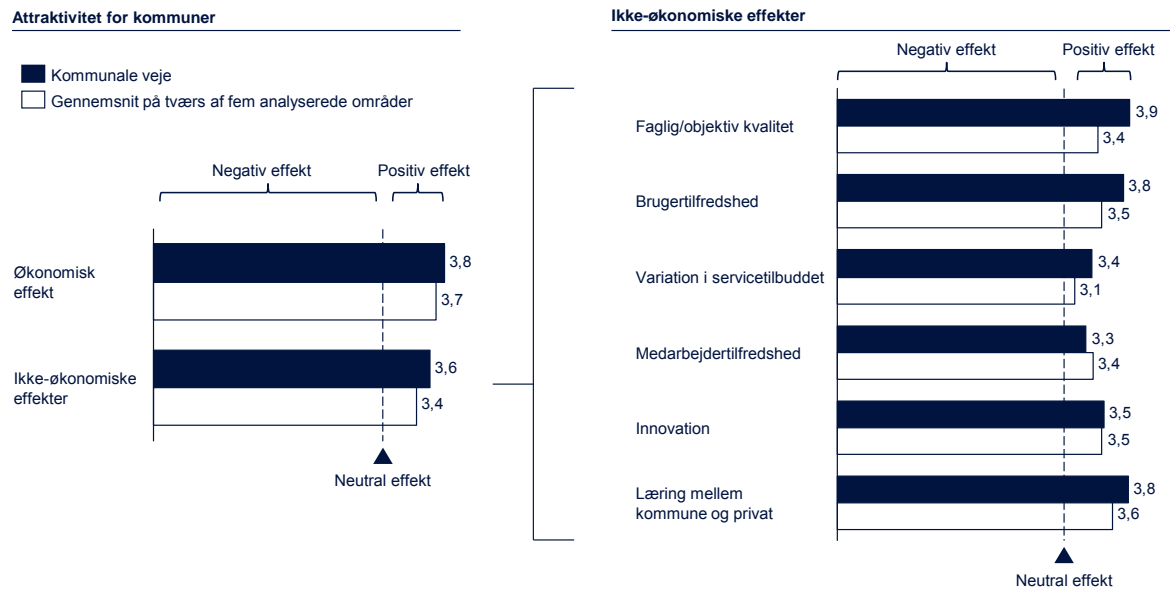 Attraktivitet for kommuner
Kommunale veje
Gennemsnit på tværs af fem analyserede områder
Negativ effekt
Positiv effekt
Økonomisk
effekt
3,8
3,7
Ikke-økonomiske
effekter
3,6
3,4
Neutral effekt
Ikke-økonomiske effekter
Negativ effekt
Positiv effekt
Faglig/objektiv kvalitet
3,9
3,4
Brugertilfredshed
3,8
3,5
Variation i servicetilbuddet
3,4
3,1
Medarbejdertilfredshed
3,3
3,4
Innovation
3,5
3,5
Læring mellem
kommune og privat
3,8
3,6
Neutral effekt